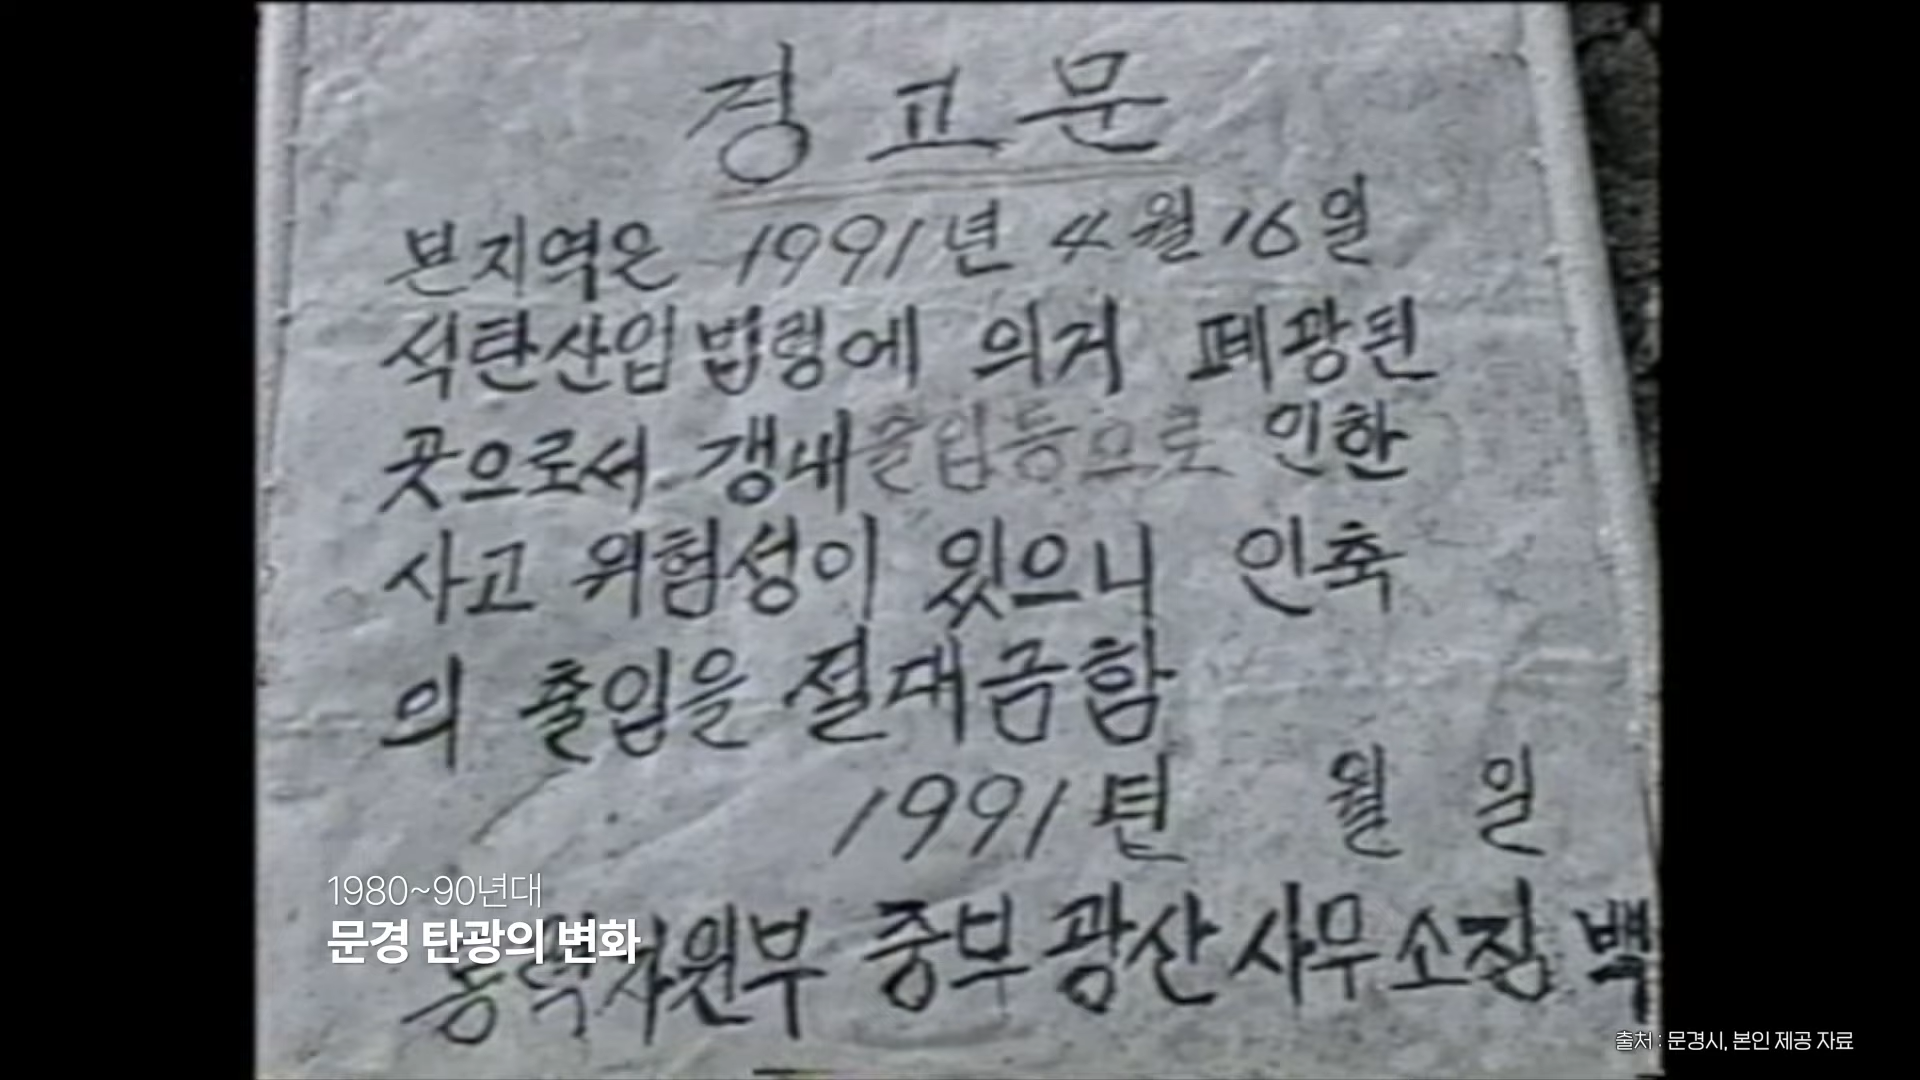 경고문
본지역은 1991년 4월 16일
석탄산업법령에 의거 폐광된
곳으로서 갱내출입등으로 인한
사고 위험성이 있으니 인축
의 출입을 절대금함
1991년 월 일
동력자원부 중부광산사무소장 백
1980~90년대
문경 탄광의 변화
출처 : 문경시, 본인 제공 자료